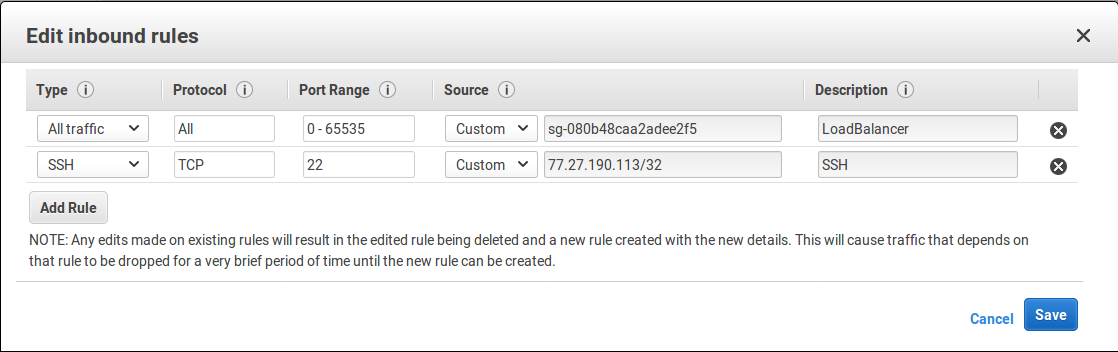 Edit inbound rules
Type Protocol Port Range Source Description
All traffic All 0 - 65535 Custom sg-080b48caa2adee2f5 LoadBalancer
SSH TCP 22 Custom 77.27.190.113/32 SSH
Add Rule
NOTE: Any edits made on existing rules will result in the edited rule being deleted and a new rule created with the new details. This will cause traffic that depends on
that rule to be dropped for a very brief period of time until the new rule can be created.
Cancel Save